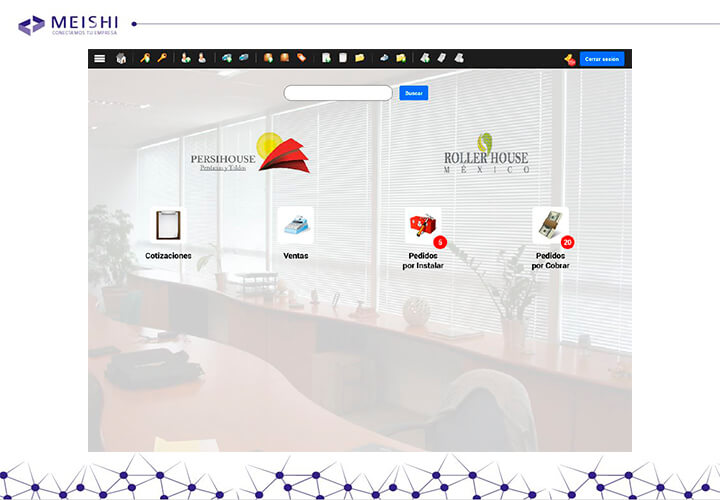 MEISHI
CONECTAMOS TU EMPRESA
Cerrar sesión
Buscar
PERSIHOUSE
Persianas y Toldos
ROLLER HOUSE
MÉXICO
Cotizaciones
Ventas
5
Pedidos
por Instalar
20
Pedidos
por Cobrar